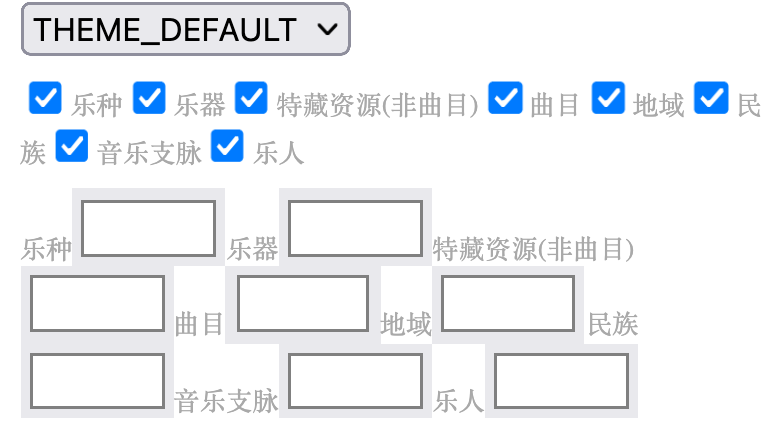 THEME_DEFAULT
乐种 乐器 特藏资源(非曲目) 曲目 地域 民
族 音乐支脉 乐人
乐种 乐器 特藏资源(非曲目)
曲目 地域 民族
音乐支脉 乐人